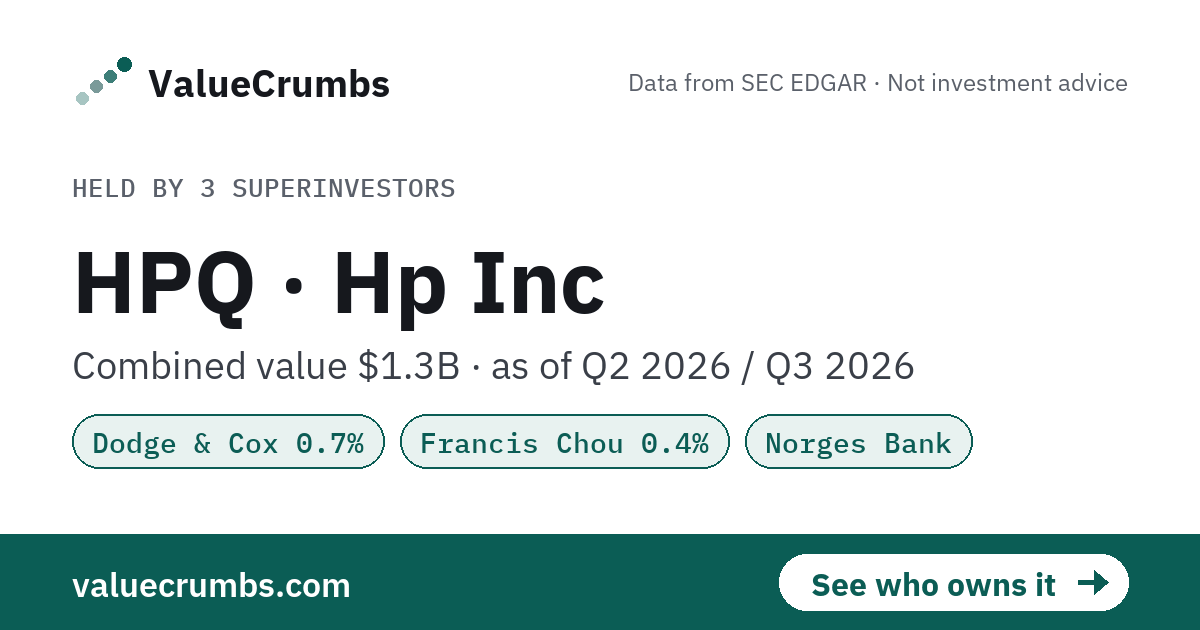 ValueCrumbs
Data from SEC EDGAR · Not investment advice
HELD BY 3 SUPERINVESTORS
HPQ · Hp Inc
Combined value $1.3B · as of Q2 2026 / Q3 2026
Dodge & Cox 0.7% Francis Chou 0.4% Norges Bank
valuecrumbs.com
See who owns it →